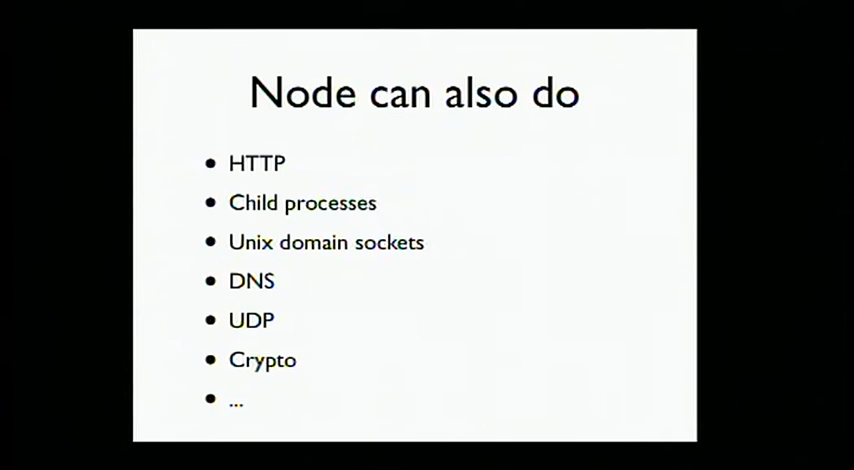 Node can also do
• HTTP
• Child processes
• Unix domain sockets
• DNS
• UDP
• Crypto
• ...